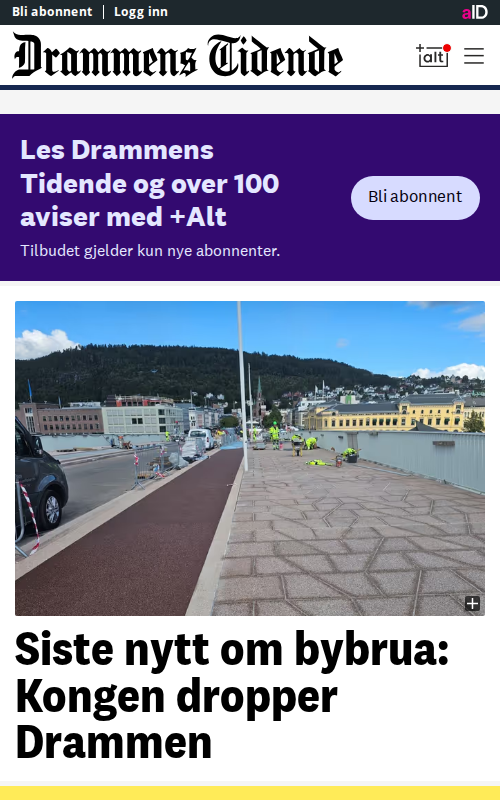 Bli abonnent | Logg inn
aID
Drammens Tidende
+alt
Les Drammens
Tidende og over 100
aviser med +Alt
Bli abonnent
Tilbudet gjelder kun nye abonnenter.
Siste nytt om bybrua:
Kongen dropper
Drammen